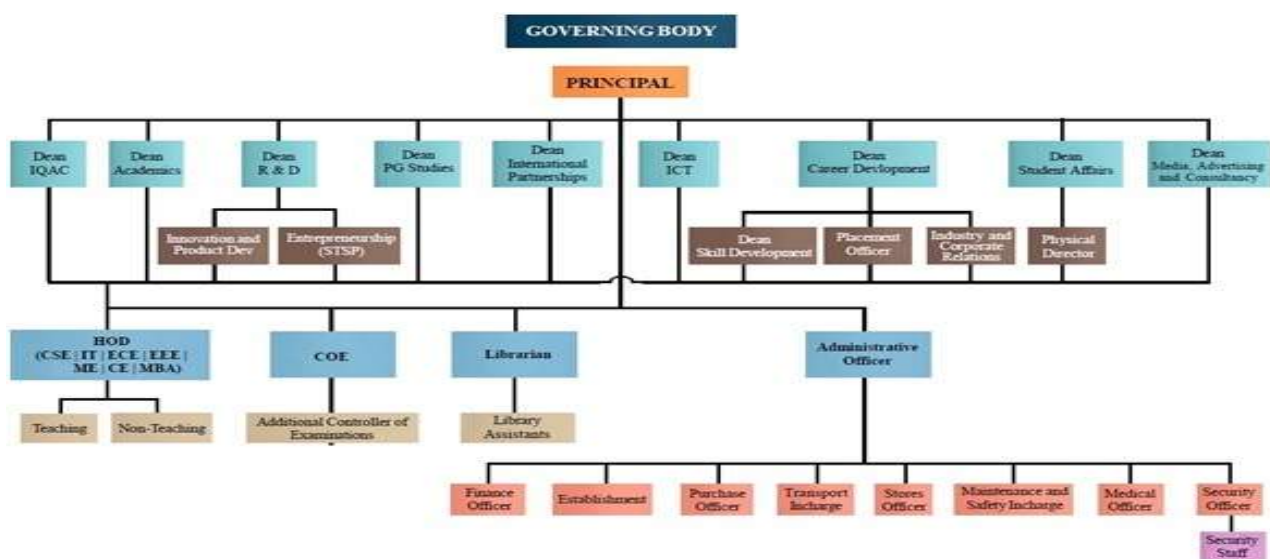 GOVERNING BODY
PRINCIPAL
Dean
IQAC
Dean
Academics
Dean
R & D
Dean
PG Studies
Dean
International
Partnerships
Dean
ICT
Dean
Career Devlopment
Dean
Student Affairs
Dean
Media, Advertising
and Consultancy
Innovation and
Product Dev
Entrepreneurship
(STSP)
Dean
Skill Development
Placement
Officer
Industry and
Corporate
Relations
Physical
Director
HOD
(CSE | IT | ECE | EEE |
ME | CE | MBA)
COE
Librarian
Administrative
Officer
Teaching
Non-Teaching
Additional Controller of
Examinations
Library
Assistants
Finance
Officer
Establishment
Purchase
Officer
Transport
Incharge
Stores
Officer
Maintenance and
Safety Incharge
Medical
Officer
Security
Officer
Security
Staff